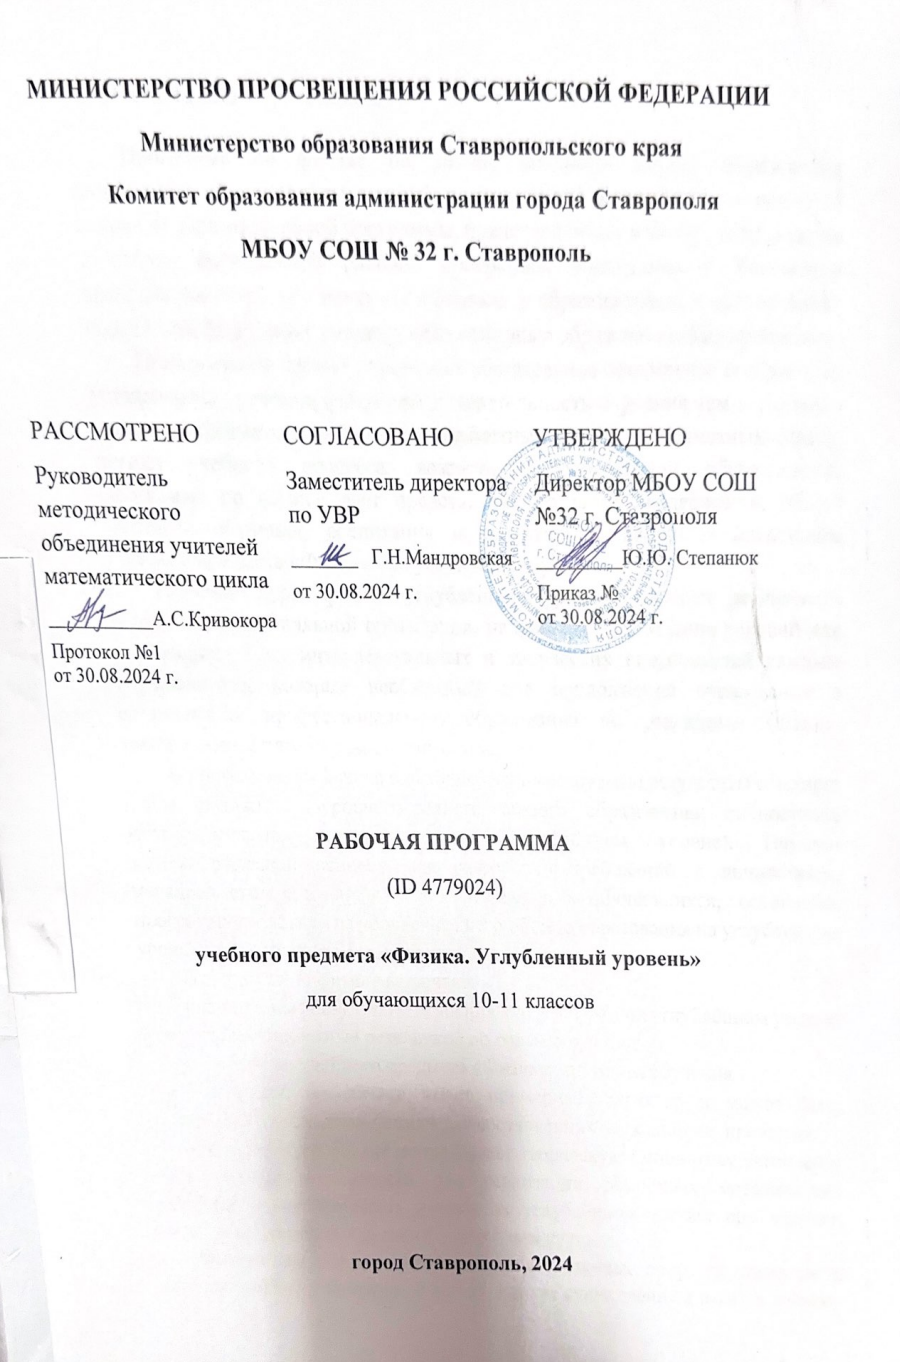 МИНИСТЕРСТВО ПРОСВЕЩЕНИЯ РОССИЙСКОЙ ФЕДЕРАЦИИ
Министерство образования Ставропольского края
Комитет образования администрации города Ставрополя
МБОУ СОШ № 32 г. Ставрополь
РАССМОТРЕНО
Руководитель
методического
объединения учителей
математического цикла
А.С.Кривокора
Протокол №1
от 30.08.2024 г.
СОГЛАСОВАНО
Заместитель директора
по УВР
Г.Н.Мандровская
от 30.08.2024 г.
УТВЕРЖДЕНО
Директор МБОУ СОШ
№32 г. Ставрополя
Ю.Ю. Степанюк
Приказ №
от 30.08.2024 г.
РАБОЧАЯ ПРОГРАММА
(ID 4779024)
учебного предмета «Физика. Углубленный уровень»
для обучающихся 10-11 классов
город Ставрополь, 2024